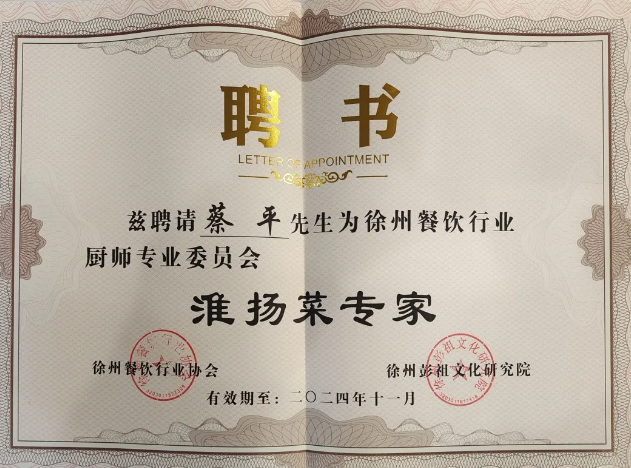 聘 书
LETTER OF APPOINTMENT
兹聘请 蔡 平 先生为徐州餐饮行业
厨师专业委员会
淮扬菜专家
徐州餐饮行业协会 徐州彭祖文化研究院
有效期至：二〇二四年十一月